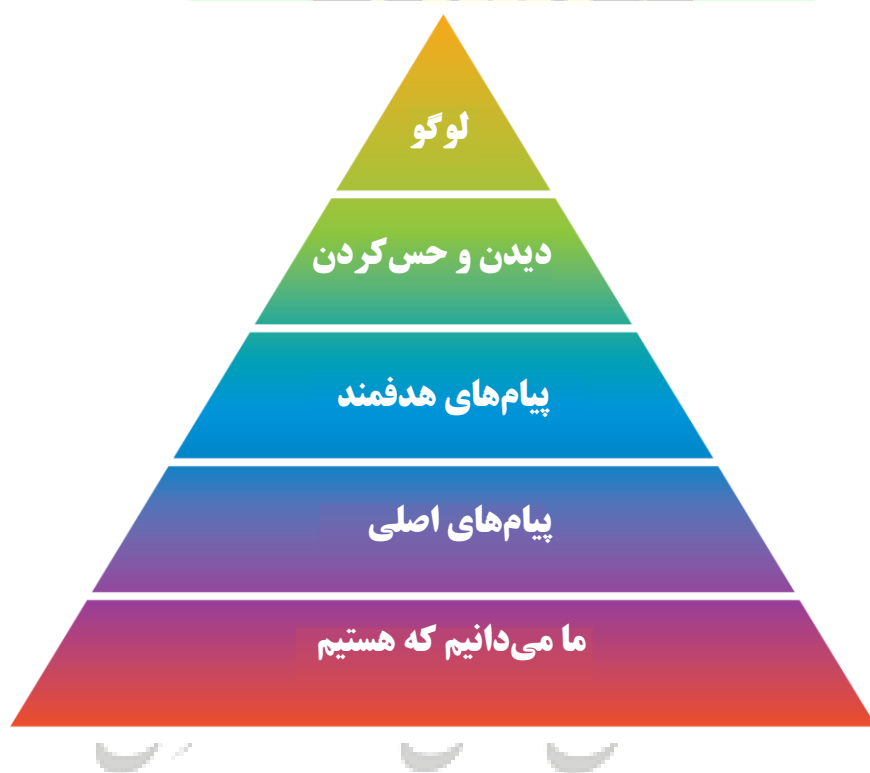 لوگو
دیدن و حس‌کردن
پیام‌های هدفمند
پیام‌های اصلی
ما می‌دانیم که هستیم